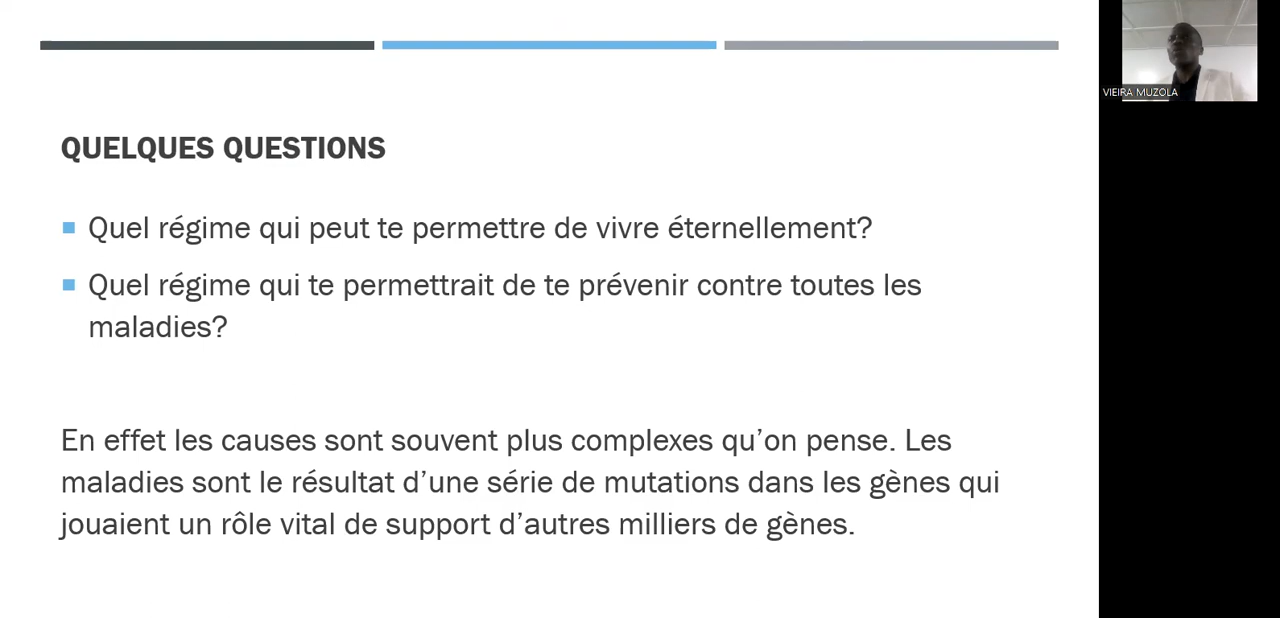 QUELQUES QUESTIONS
Quel régime qui peut te permettre de vivre éternellement?
Quel régime qui te permettrait de te prévenir contre toutes les
maladies?
En effet les causes sont souvent plus complexes qu’on pense. Les
maladies sont le résultat d’une série de mutations dans les gènes qui
jouaient un rôle vital de support d’autres milliers de gènes.
VIEIRA MUZOLA